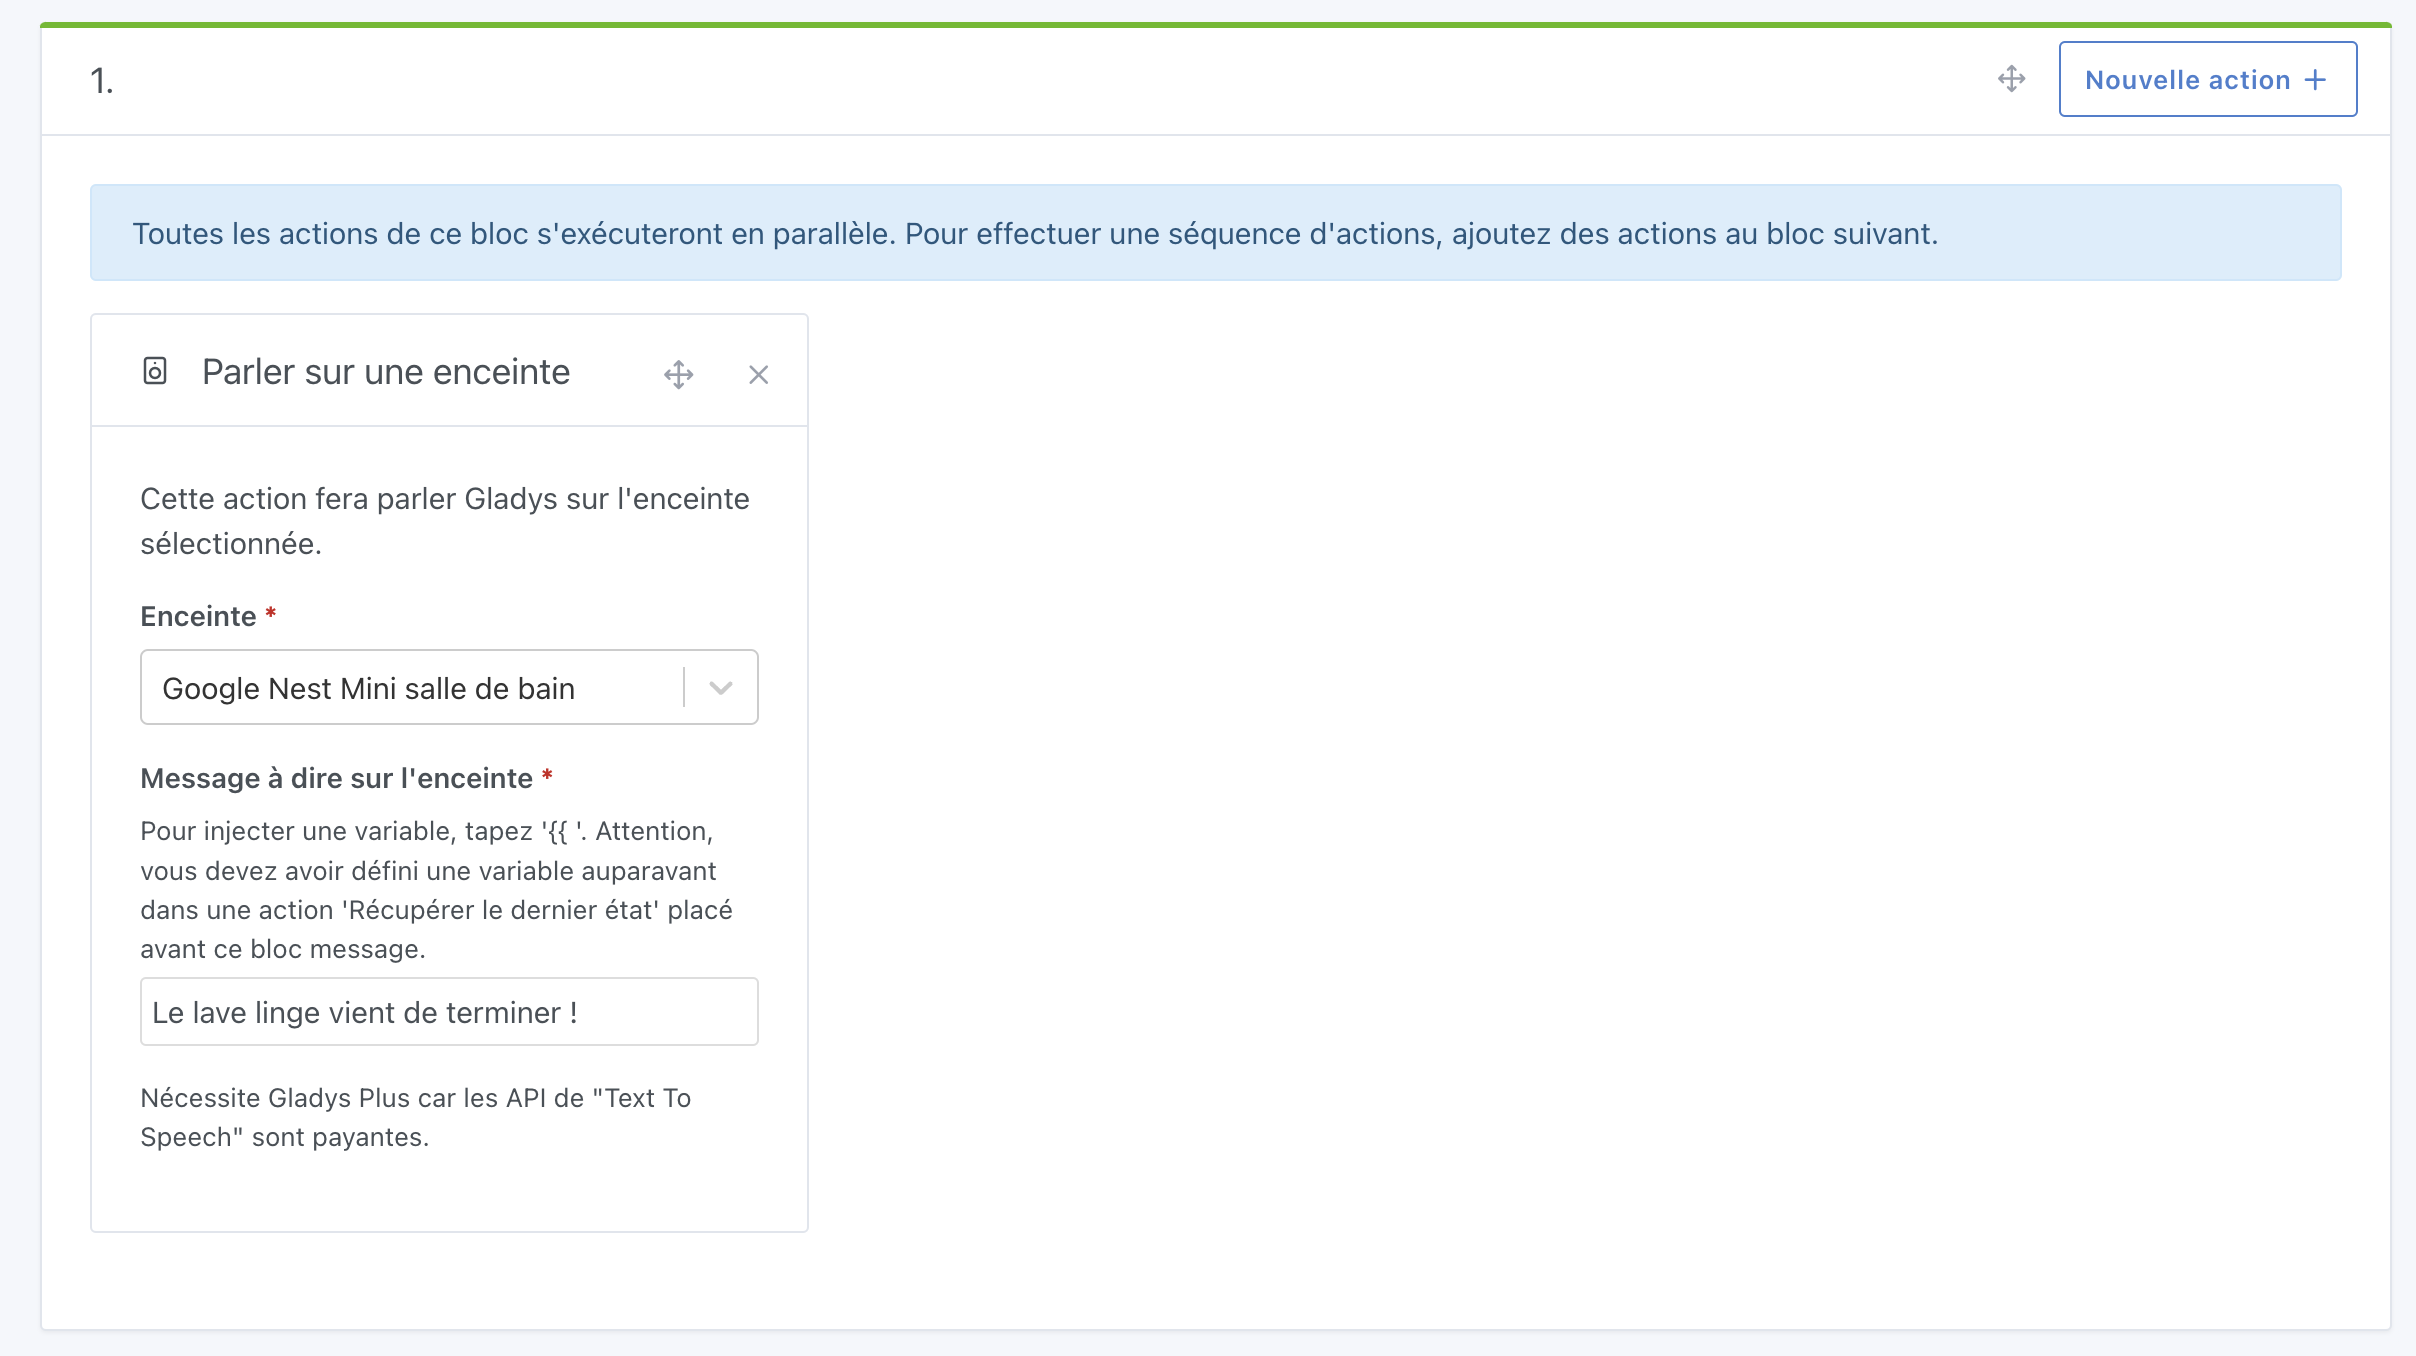 1.
Nouvelle action +
Toutes les actions de ce bloc s'exécuteront en parallèle. Pour effectuer une séquence d'actions, ajoutez des actions au bloc suivant.
Parler sur une enceinte
Cette action fera parler Gladys sur l'enceinte
sélectionnée.
Enceinte *
Google Nest Mini salle de bain
Message à dire sur l'enceinte *
Pour injecter une variable, tapez '{{ '. Attention,
vous devez avoir défini une variable auparavant
dans une action 'Récupérer le dernier état' placé
avant ce bloc message.
Le lave linge vient de terminer !
Nécessite Gladys Plus car les API de "Text To
Speech" sont payantes.